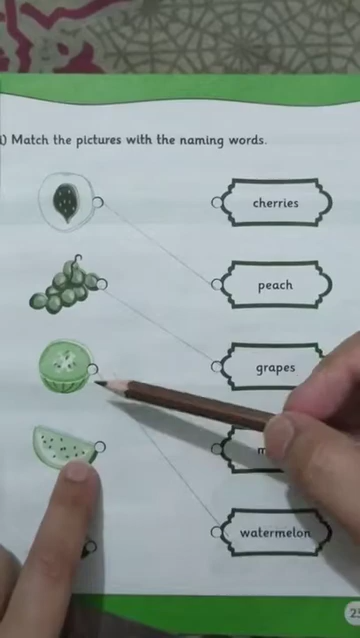 Match the pictures with the naming words.
cherries
peach
grapes
watermelon